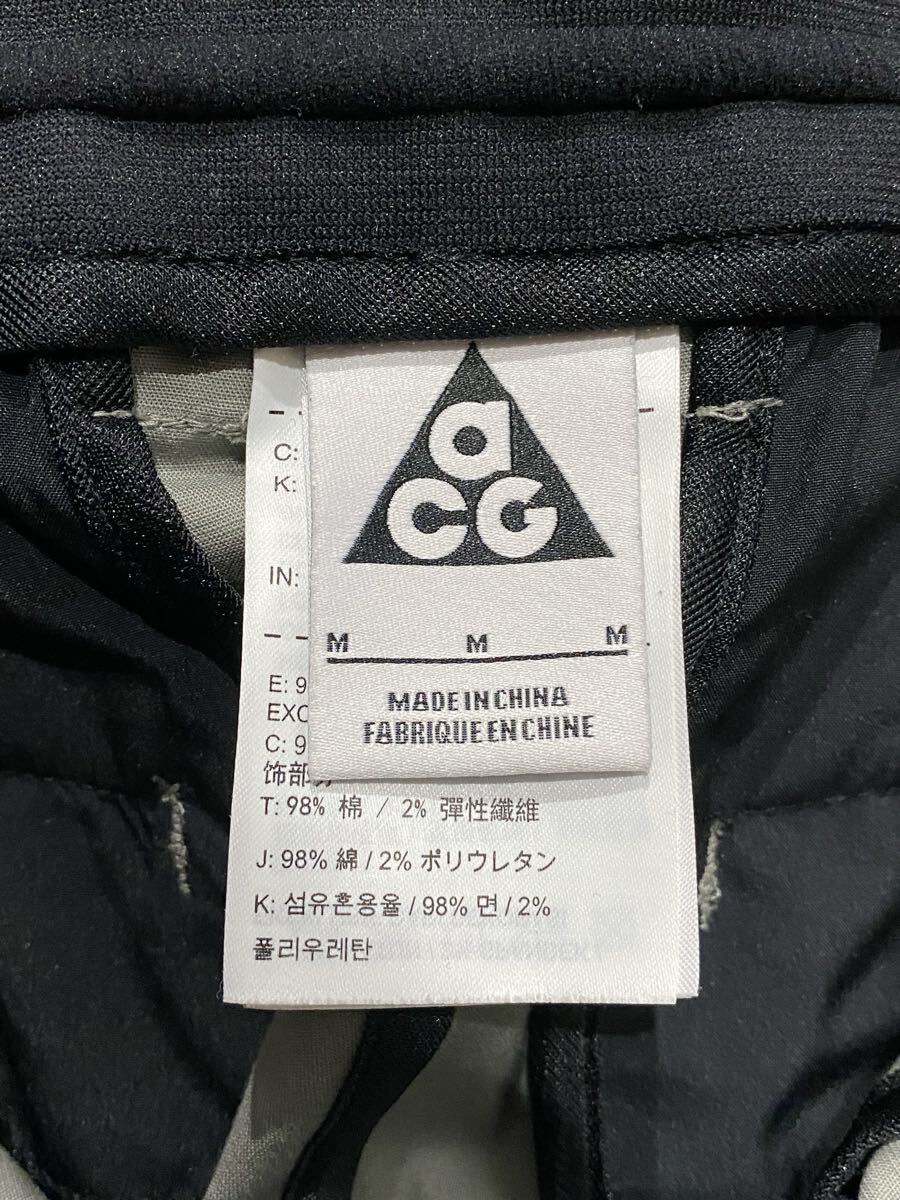 a
CG
M M M
MADE IN CHINA
FABRIQUE EN CHINE
C:
K:
IN:
E: 9
EXC
C: 9
饰部
T: 98% 棉 / 2% 彈性纖維
J: 98% 綿 / 2% ポリウレタン
K: 섬유혼용율 / 98% 면 / 2%
폴리우레탄